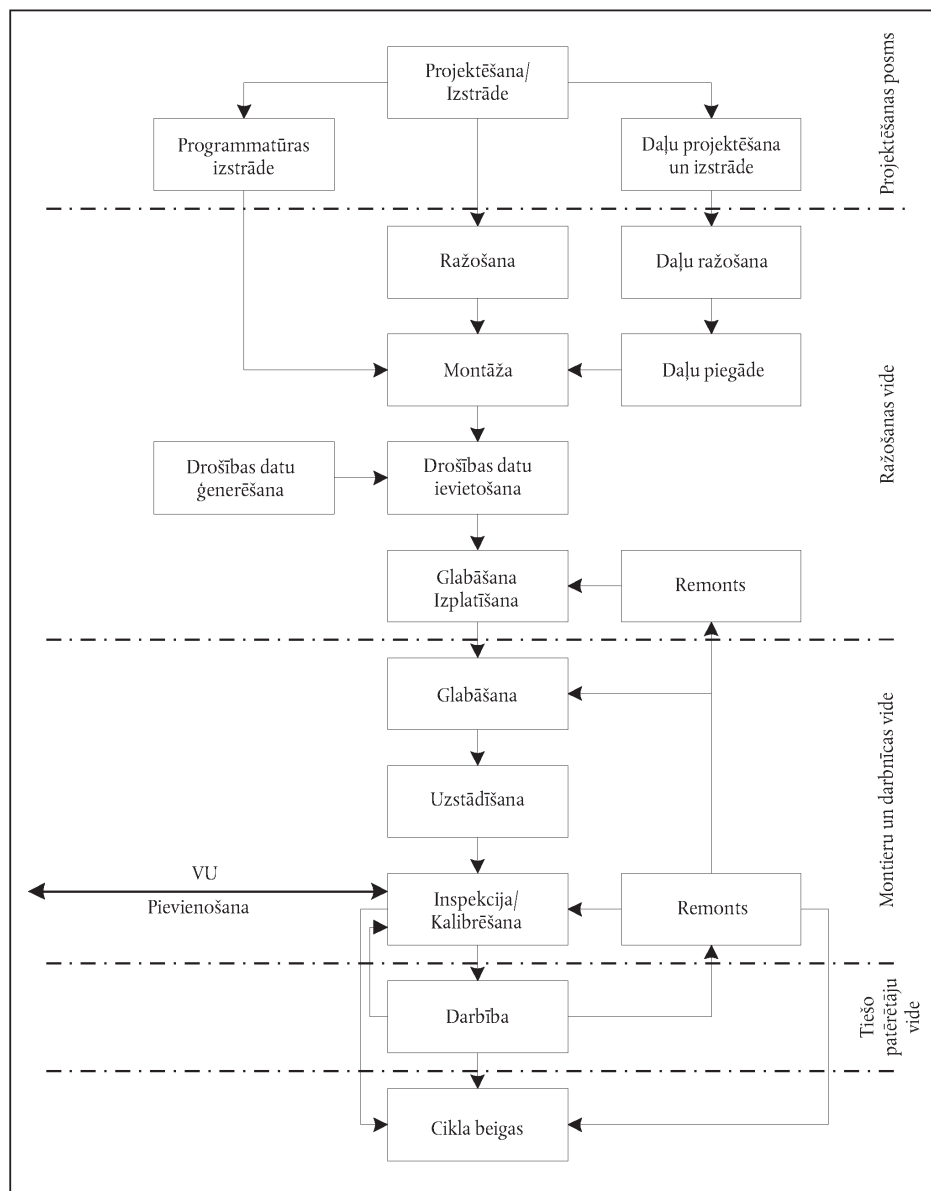 Projektēšana/
Izstrāde
Programmatūras
izstrāde
Daļu projektēšana
un izstrāde
Projektēšanas posms
Ražošana
Daļu ražošana
Montāža
Daļu piegāde
Ražošanas vide
Drošības datu
ģenerēšana
Drošības datu
ievietošana
Glabāšana
Izplatīšana
Remonts
Glabāšana
Uzstādīšana
Montieru un darbnīcas vide
VU
Pievienošana
Inspekcija/
Kalibrēšana
Remonts
Darbība
Tiešo
patērētāju
vide
Cikla beigas